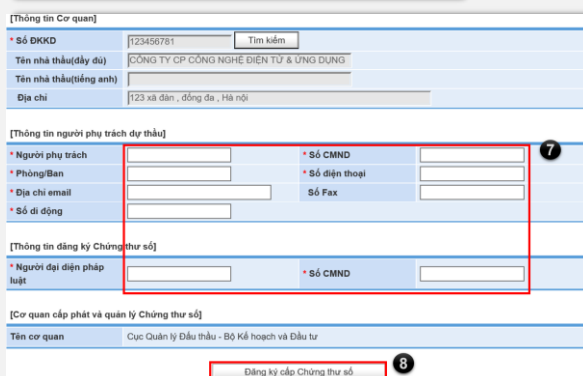 [Thông tin Cơ quan]
* Số ĐKKD 123456781 Tìm kiếm
Tên nhà thầu(đầy đủ) CÔNG TY CP CÔNG NGHỆ ĐIỆN TỬ & ỨNG DỤNG
Tên nhà thầu(tiếng anh)
Địa chỉ 123 xã đàn , đống đa , Hà nội
[Thông tin người phụ trách dự thầu]
* Người phụ trách * Số CMND 7
* Phòng/Ban * Số điện thoại
* Địa chỉ email Số Fax
* Số di động
[Thông tin đăng ký Chứng thư số]
* Người đại diện pháp luật * Số CMND
[Cơ quan cấp phát và quản lý Chứng thư số]
Tên cơ quan Cục Quản lý Đấu thầu - Bộ Kế hoạch và Đầu tư
Đăng ký cấp Chứng thư số 8